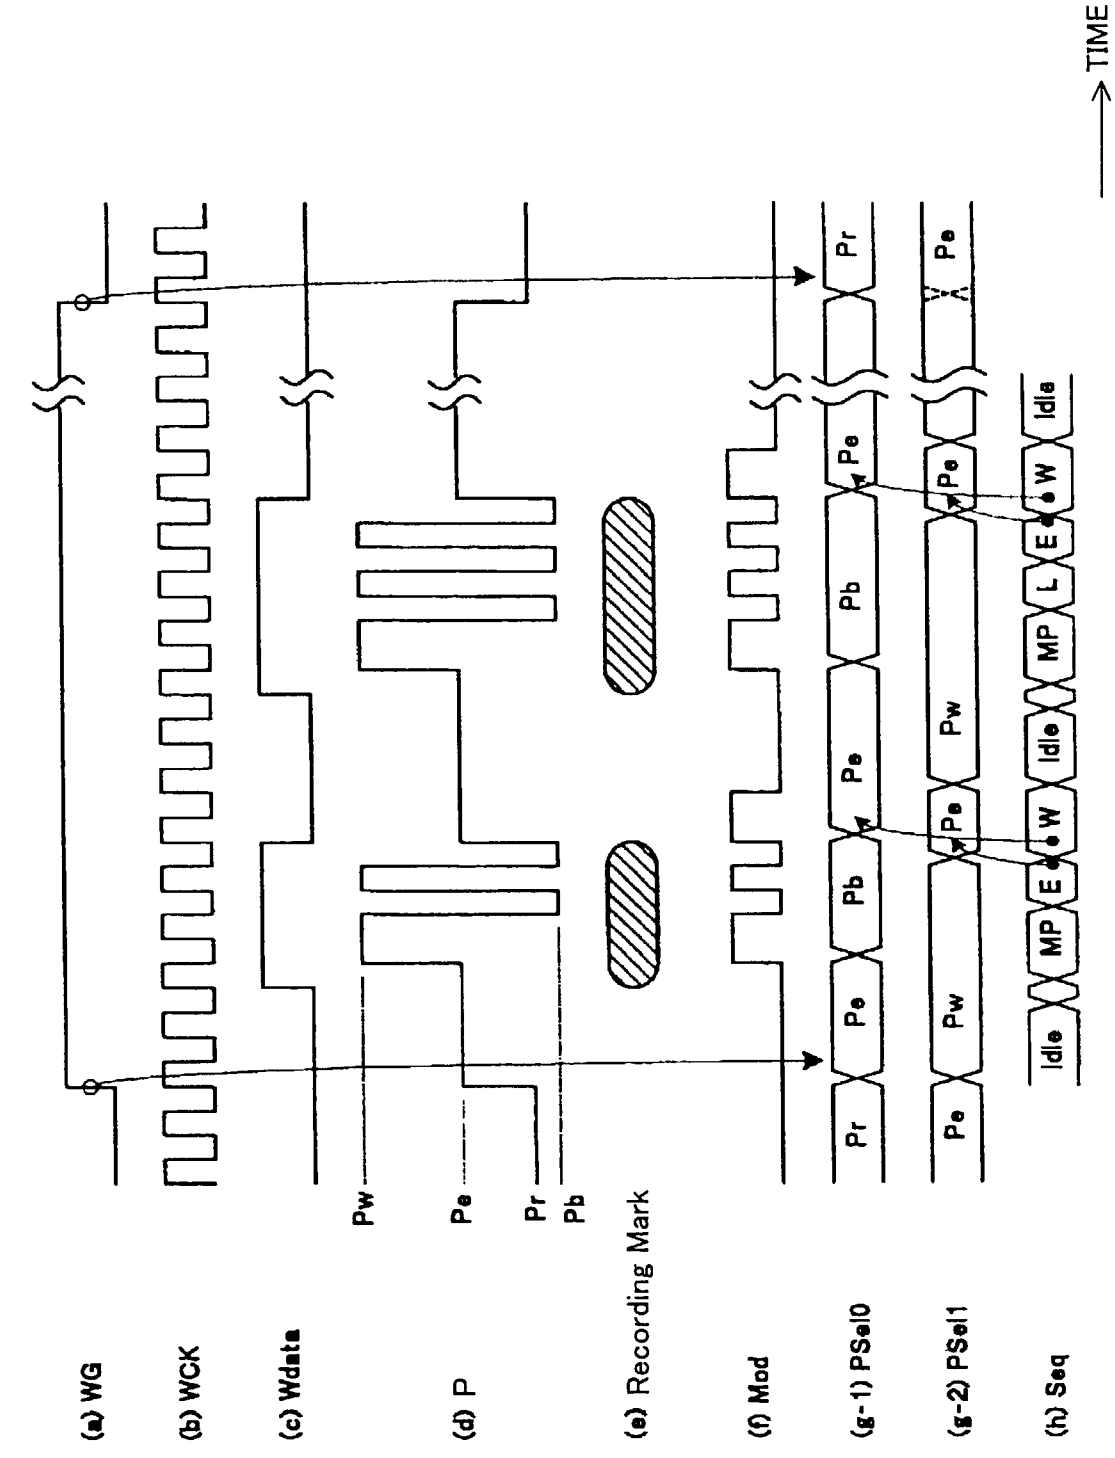 (a) WG
(b) WCK
(c) Wdata
(d) P
Pw
Pe
Pr
Pb
(e) Recording Mark
(f) Mod
(g-1) PSel0
Pr
Pe
Pb
Pe
Pb
Pe
Pr
(g-2) PSel1
Pe
Pw
Pe
Pw
Pe
Pe
(h) Seq
Idle
MP
E
W
Idle
MP
L
E
W
Idle
TIME